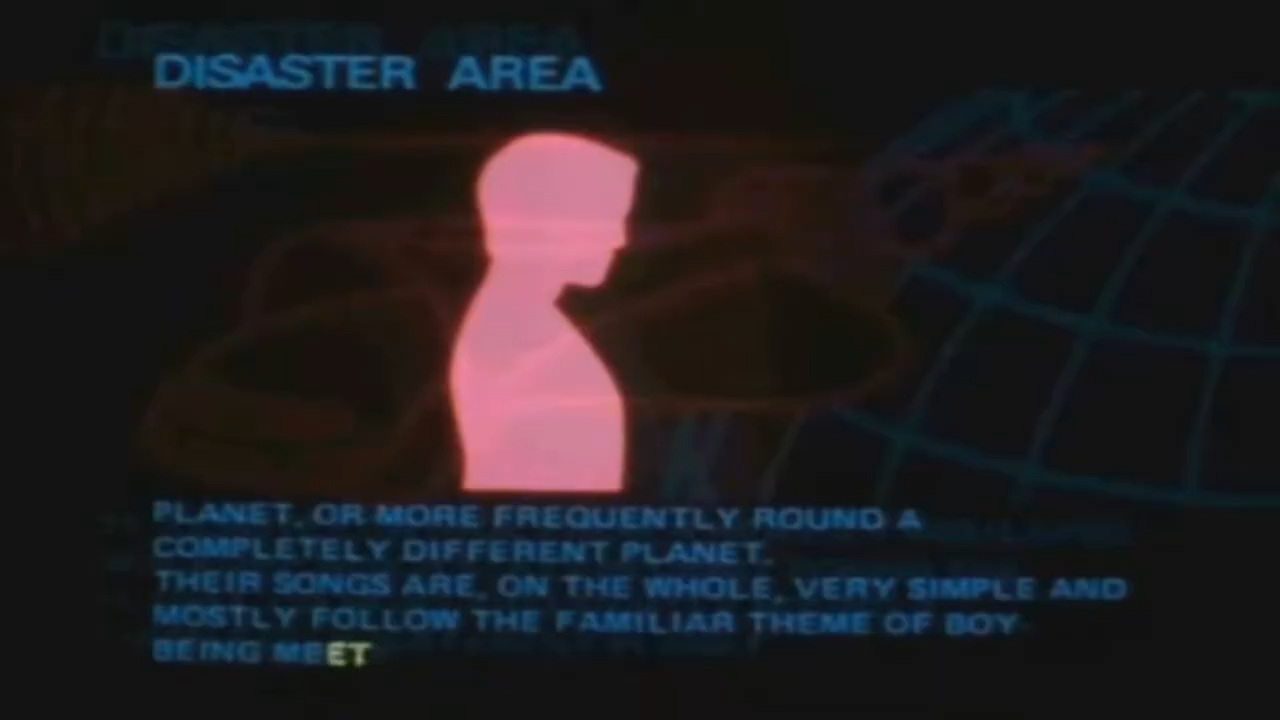 DISASTER AREA
PLANET, OR MORE FREQUENTLY ROUND A
COMPLETELY DIFFERENT PLANET.
THEIR SONGS ARE, ON THE WHOLE, VERY SIMPLE AND
MOSTLY FOLLOW THE FAMILIAR THEME OF BOY
BEING MEET